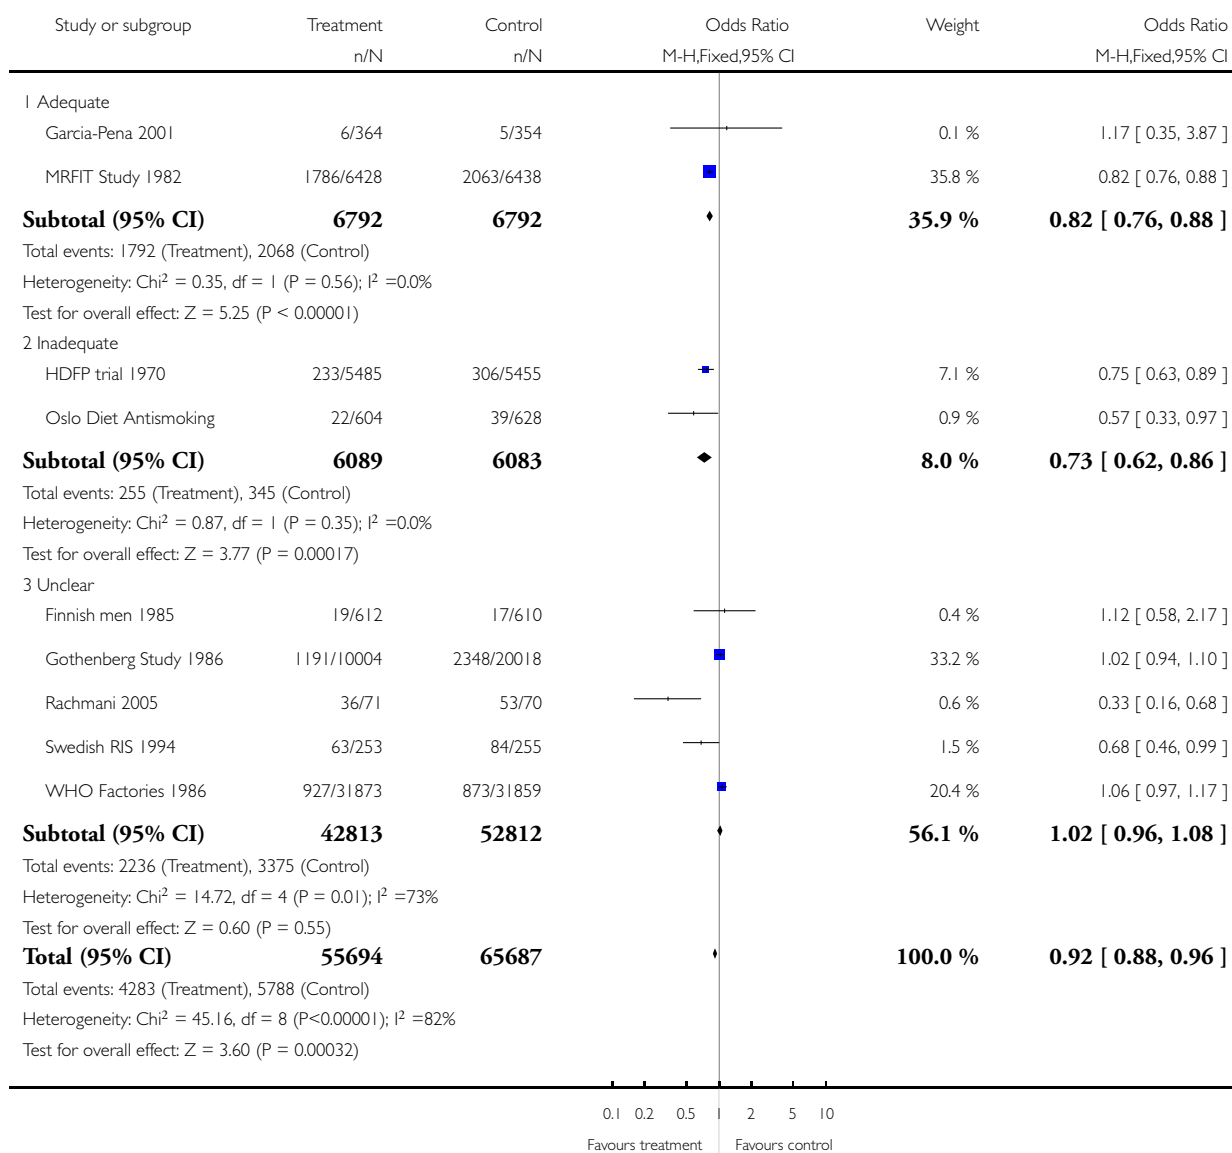 Study or subgroup Treatment Control Odds Ratio Weight Odds Ratio
n/N n/N M-H,Fixed,95% CI M-H,Fixed,95% CI
1 Adequate
Garcia-Pena 2001 6/364 5/354 0.1 % 1.17 [ 0.35, 3.87 ]
MRFIT Study 1982 1786/6428 2063/6438 35.8 % 0.82 [ 0.76, 0.88 ]
Subtotal (95% CI) 6792 6792 35.9 % 0.82 [ 0.76, 0.88 ]
Total events: 1792 (Treatment), 2068 (Control)
Heterogeneity: Chi² = 0.35, df = 1 (P = 0.56); I² =0.0%
Test for overall effect: Z = 5.25 (P < 0.00001)
2 Inadequate
HDFP trial 1970 233/5485 306/5455 7.1 % 0.75 [ 0.63, 0.89 ]
Oslo Diet Antismoking 22/604 39/628 0.9 % 0.57 [ 0.33, 0.97 ]
Subtotal (95% CI) 6089 6083 8.0 % 0.73 [ 0.62, 0.86 ]
Total events: 255 (Treatment), 345 (Control)
Heterogeneity: Chi² = 0.87, df = 1 (P = 0.35); I² =0.0%
Test for overall effect: Z = 3.77 (P = 0.00017)
3 Unclear
Finnish men 1985 19/612 17/610 0.4 % 1.12 [ 0.58, 2.17 ]
Gothenberg Study 1986 1191/10004 2348/20018 33.2 % 1.02 [ 0.94, 1.10 ]
Rachmani 2005 36/71 53/70 0.6 % 0.33 [ 0.16, 0.68 ]
Swedish RIS 1994 63/253 84/255 1.5 % 0.68 [ 0.46, 0.99 ]
WHO Factories 1986 927/31873 873/31859 20.4 % 1.06 [ 0.97, 1.17 ]
Subtotal (95% CI) 42813 52812 56.1 % 1.02 [ 0.96, 1.08 ]
Total events: 2236 (Treatment), 3375 (Control)
Heterogeneity: Chi² = 14.72, df = 4 (P = 0.01); I² =73%
Test for overall effect: Z = 0.60 (P = 0.55)
Total (95% CI) 55694 65687 100.0 % 0.92 [ 0.88, 0.96 ]
Total events: 4283 (Treatment), 5788 (Control)
Heterogeneity: Chi² = 45.16, df = 8 (P<0.00001); I² =82%
Test for overall effect: Z = 3.60 (P = 0.00032)
0.1 0.2 0.5 1 2 5 10
Favours treatment Favours control